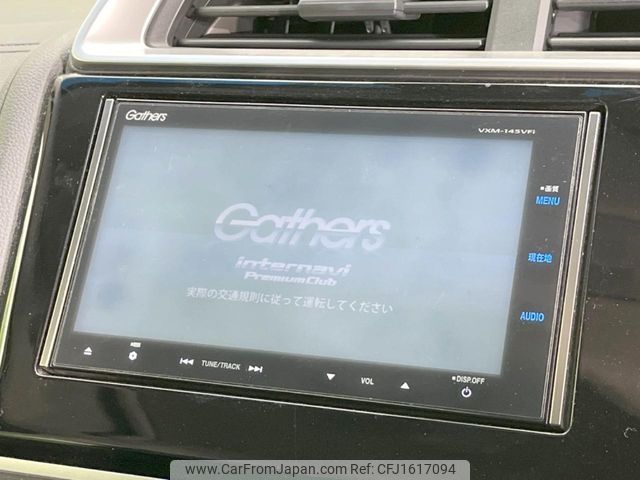 Gathers
VXM-145VFi
■画質
MENU
Gathers
internavi
PremiumClub
実際の交通規則に従って運転してください
現在地
AUDIO
TUNE/TRACK
VOL
■DISP.OFF
www.CarFromJapan.com | CFJ1617094